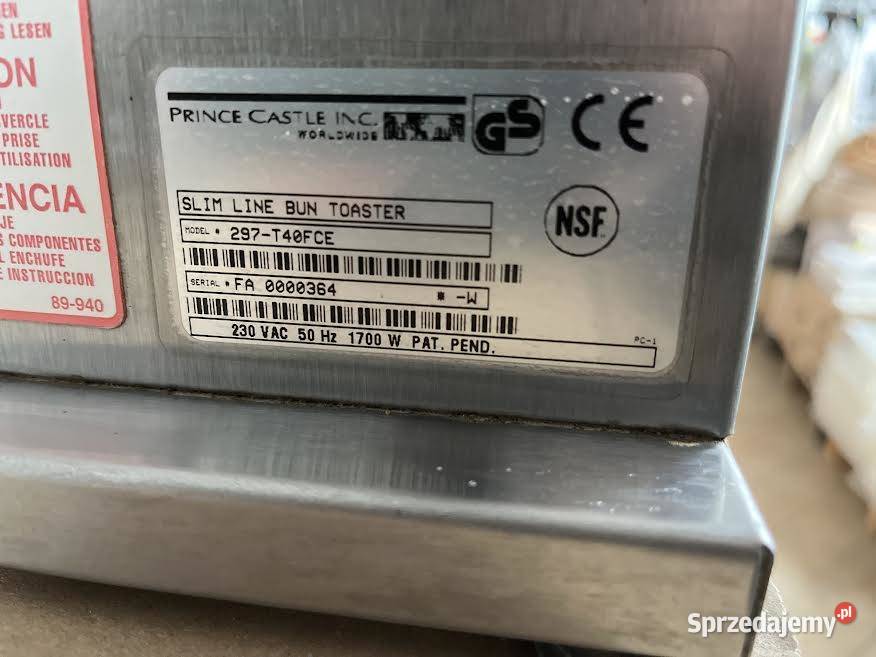 EN
S LESEN
ON
VERCLE
PRISE
TILISATION
ENCIA
JE
S COMPONENTES
L ENCHUFE
E INSTRUCCION
89-940
PRINCE CASTLE INC.
WORLDWIDE
GS
CE
SLIM LINE BUN TOASTER
MODEL # 297-T40FCE
NSF
SERIAL # FA 0000364 * -W
230 VAC 50 Hz 1700 W PAT. PEND.
PC-1
Sprzedajemy.pl